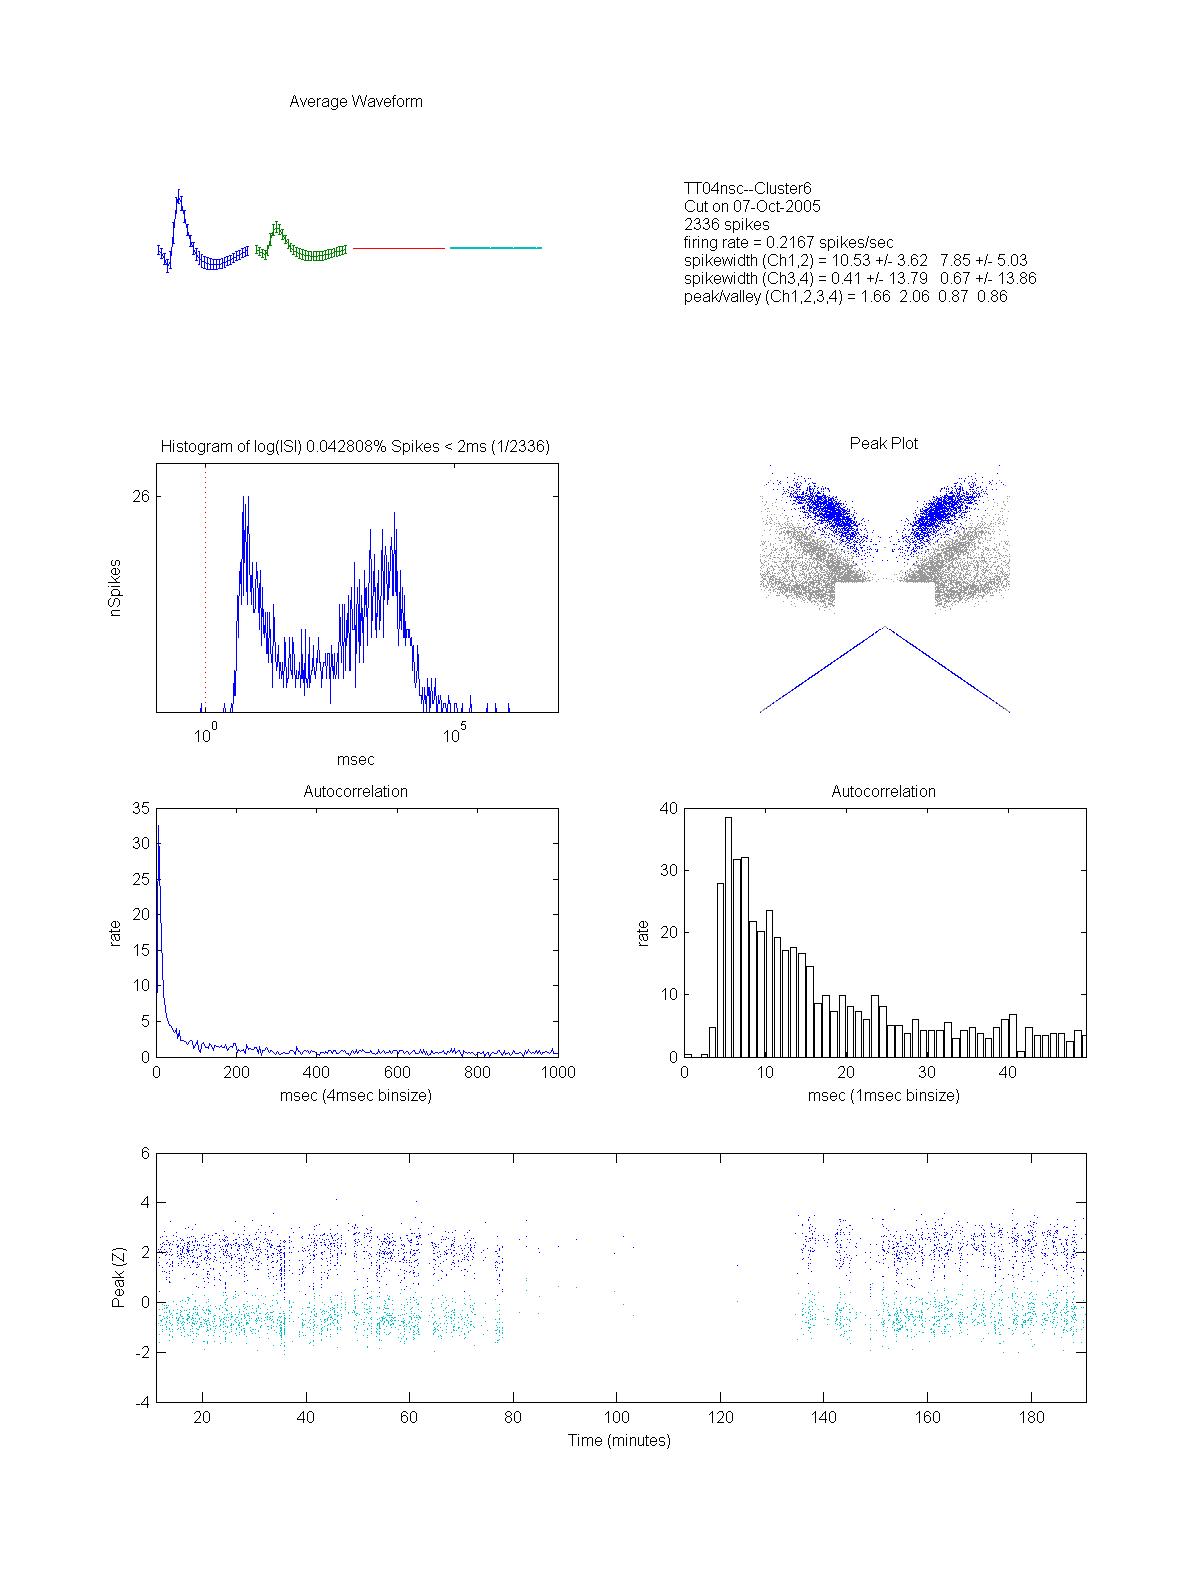 Average Waveform
TT04nsc--Cluster6
Cut on 07-Oct-2005
2336 spikes
firing rate = 0.2167 spikes/sec
spikewidth (Ch1,2) = 10.53 +/- 3.62   7.85 +/- 5.03
spikewidth (Ch3,4) = 0.41 +/- 13.79   0.67 +/- 13.86
peak/valley (Ch1,2,3,4) = 1.66  2.06  0.87  0.86
Histogram of log(ISI) 0.042808% Spikes < 2ms (1/2336)
26
nSpikes
10^0 10^5
msec
Peak Plot
Autocorrelation
35
30
25
20
15
10
5
0
rate
0 200 400 600 800 1000
msec (4msec binsize)
Autocorrelation
40
30
20
10
0
rate
0 10 20 30 40
msec (1msec binsize)
6
4
2
0
-2
-4
Peak (Z)
20 40 60 80 100 120 140 160 180
Time (minutes)